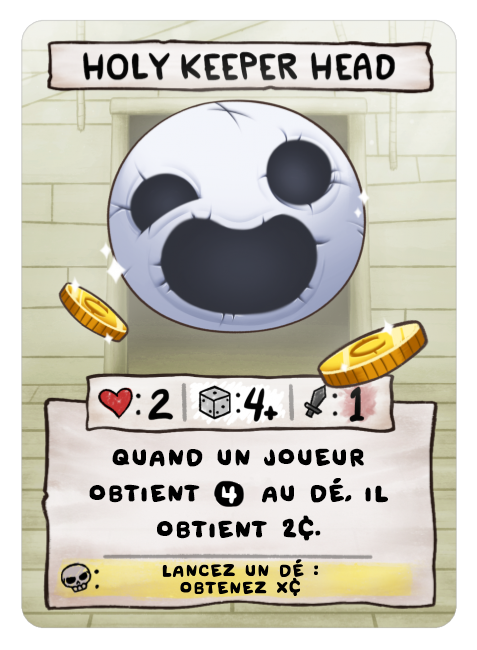 HOLY KEEPER HEAD
:2 :4+ :1
QUAND UN JOUEUR
OBTIENT 4 AU DÉ, IL
OBTIENT 2¢.
: LANCEZ UN DÉ :
OBTENEZ X¢